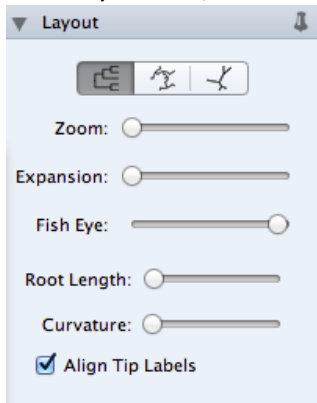 Layout
Zoom:
Expansion:
Fish Eye:
Root Length:
Curvature:
Align Tip Labels